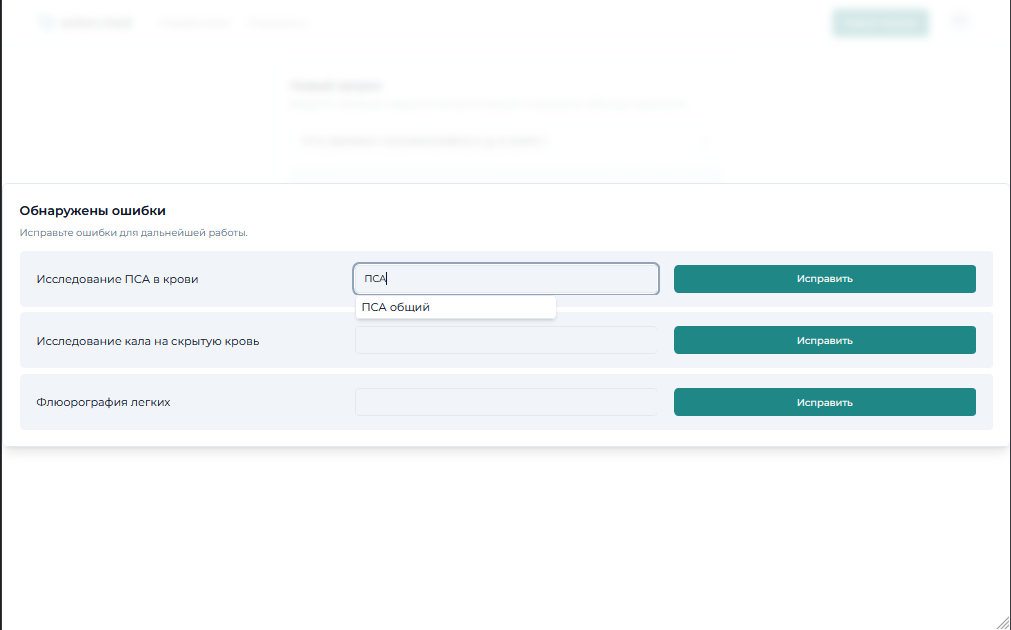 Обнаружены ошибки
Исправьте ошибки для дальнейшей работы.
Исследование ПСА в крови
ПСА
Исправить
ПСА общий
Исследование кала на скрытую кровь
Исправить
Флюорография легких
Исправить